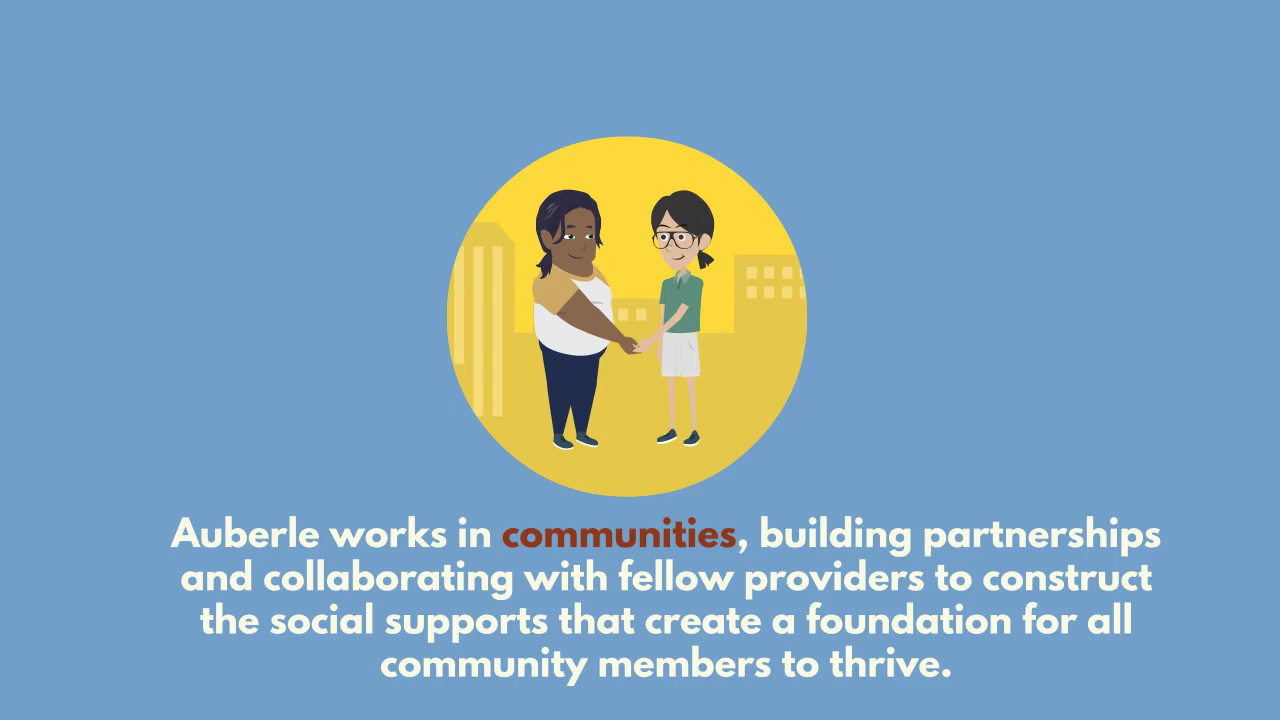 Auberle works in communities, building partnerships
and collaborating with fellow providers to construct
the social supports that create a foundation for all
community members to thrive.